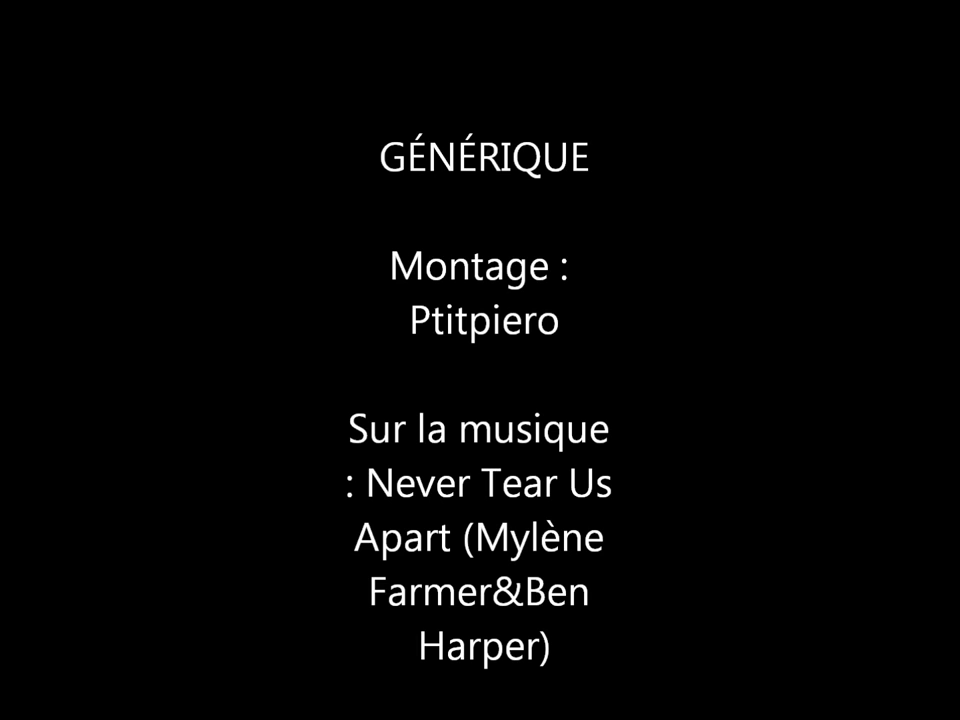 GÉNÉRIQUE
Montage :
Ptitpiero
Sur la musique
: Never Tear Us
Apart (Mylène
Farmer&Ben
Harper)